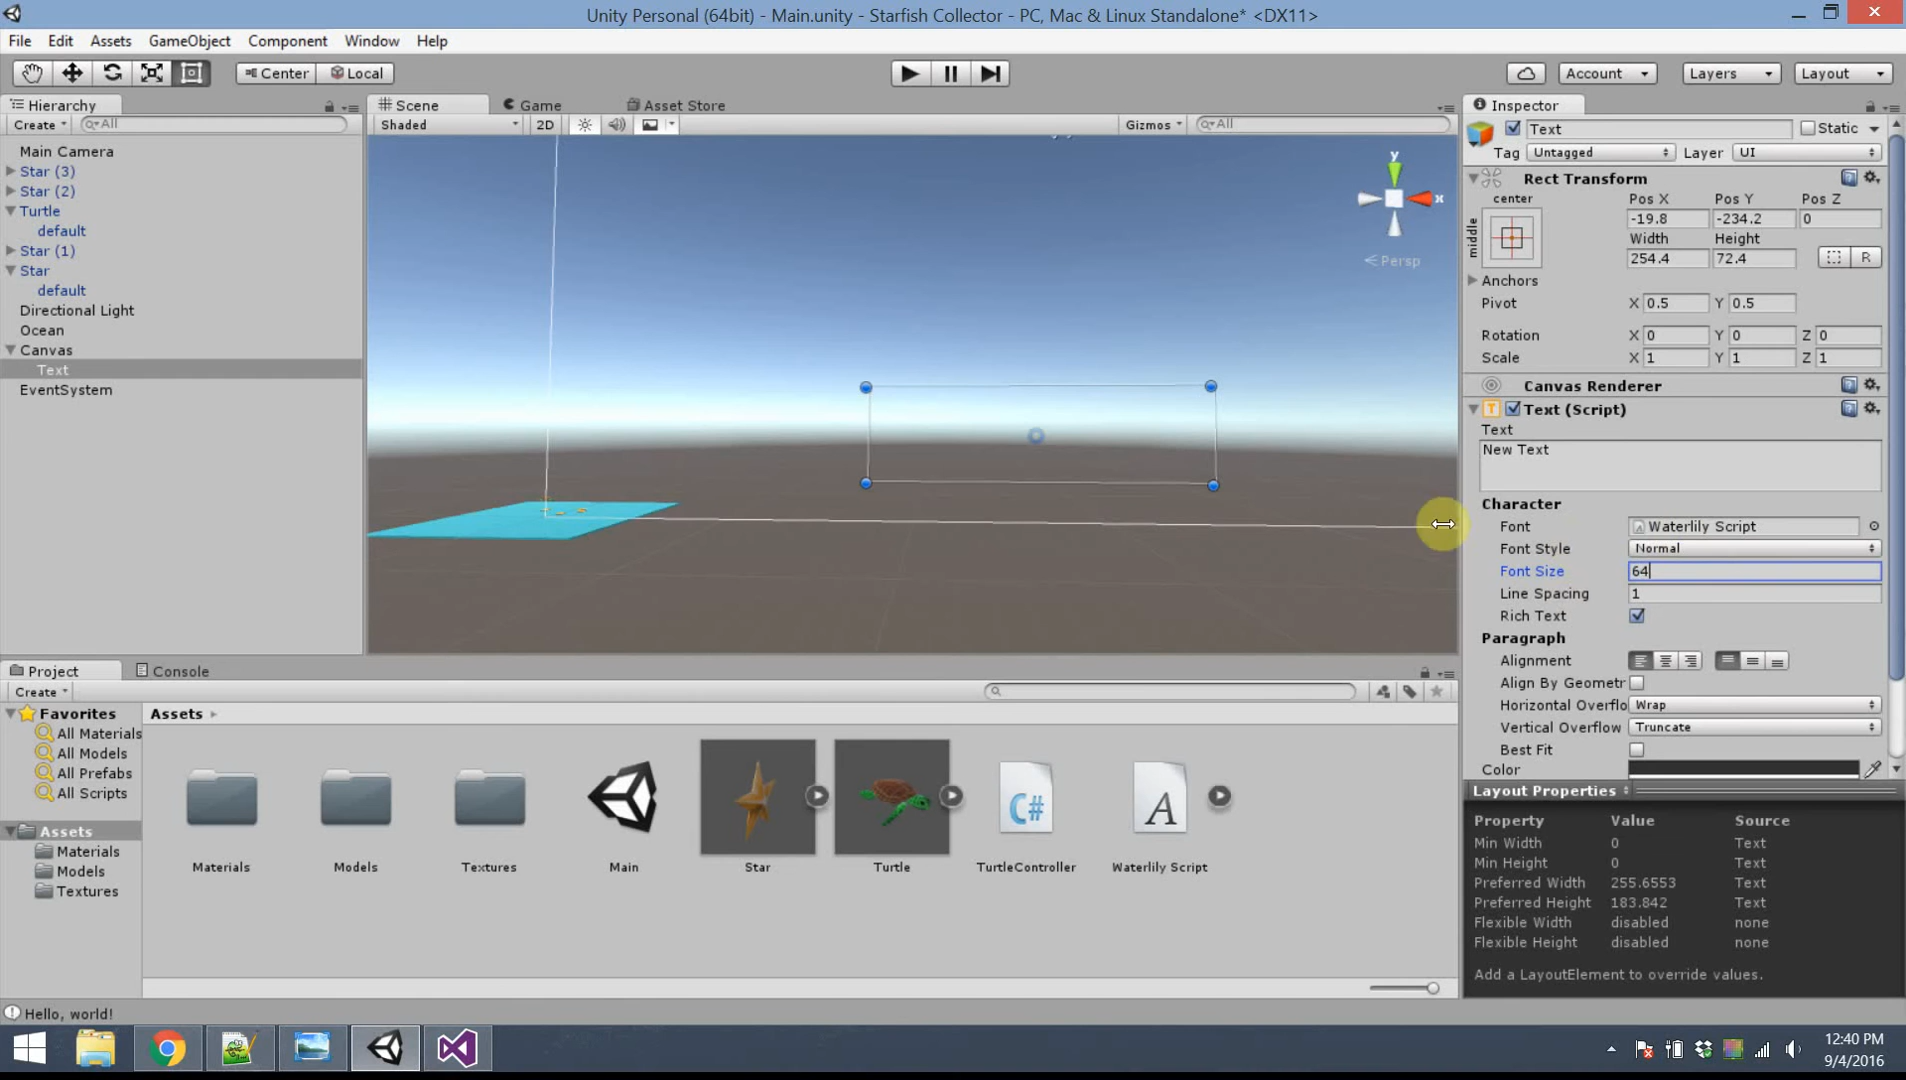 Unity Personal (64bit) - Main.unity - Starfish Collector - PC, Mac & Linux Standalone* <DX11>
File Edit Assets GameObject Component Window Help
Center Local Account Layers Layout
Hierarchy
Create All
Main Camera
Star (3)
Star (2)
Turtle
default
Star (1)
Star
default
Directional Light
Ocean
Canvas
Text
EventSystem
Scene Game Asset Store
Shaded 2D Gizmos All
y
x
Persp
Inspector
Text Static
Tag Untagged Layer UI
Rect Transform
center Pos X Pos Y Pos Z
middle -19.8 -234.2 0
Width Height
254.4 72.4 R
Anchors
Pivot X 0.5 Y 0.5
Rotation X 0 Y 0 Z 0
Scale X 1 Y 1 Z 1
Canvas Renderer
T Text (Script)
Text
New Text
Character
Font A Waterlily Script
Font Style Normal
Font Size 64
Line Spacing 1
Rich Text
Paragraph
Alignment
Align By Geometr
Horizontal Overflo Wrap
Vertical Overflow Truncate
Best Fit
Color
Layout Properties
Property Value Source
Min Width 0 Text
Min Height 0 Text
Preferred Width 255.6553 Text
Preferred Height 183.842 Text
Flexible Width disabled none
Flexible Height disabled none
Add a LayoutElement to override values.
Project Console
Create
Favorites
All Materials
All Models
All Prefabs
All Scripts
Assets
Materials
Models
Textures
Assets
C# A
Materials Models Textures Main Star Turtle TurtleController Waterlily Script
Hello, world!
12:40 PM
9/4/2016